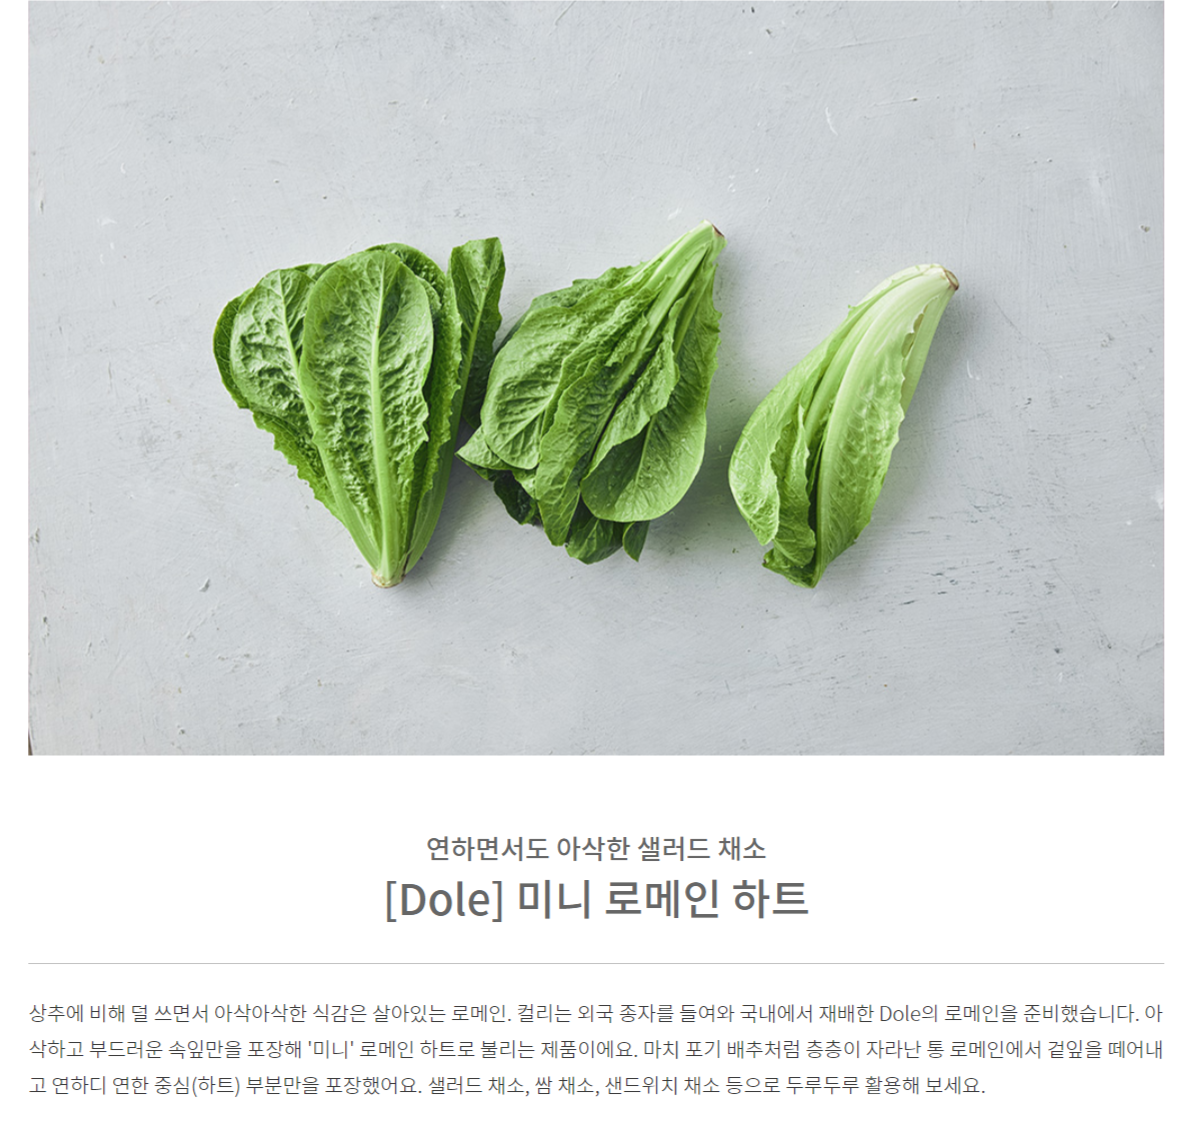 연하면서도 아삭한 샐러드 채소
[Dole] 미니 로메인 하트
상추에 비해 덜 쓰면서 아삭아삭한 식감은 살아있는 로메인. 컬리는 외국 종자를 들여와 국내에서 재배한 Dole의 로메인을 준비했습니다. 아
삭하고 부드러운 속잎만을 포장해 '미니' 로메인 하트로 불리는 제품이에요. 마치 포기 배추처럼 층층이 자라난 통 로메인에서 겉잎을 떼어내
고 연하디 연한 중심(하트) 부분만을 포장했어요. 샐러드 채소, 쌈 채소, 샌드위치 채소 등으로 두루두루 활용해 보세요.